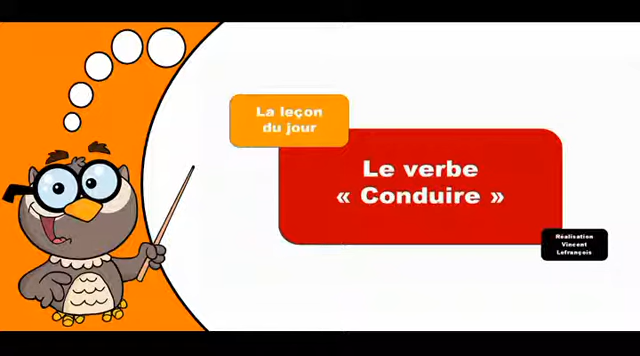 La leçon
du jour
Le verbe
« Conduire »
Réalisation
Vincent
Lefrançois